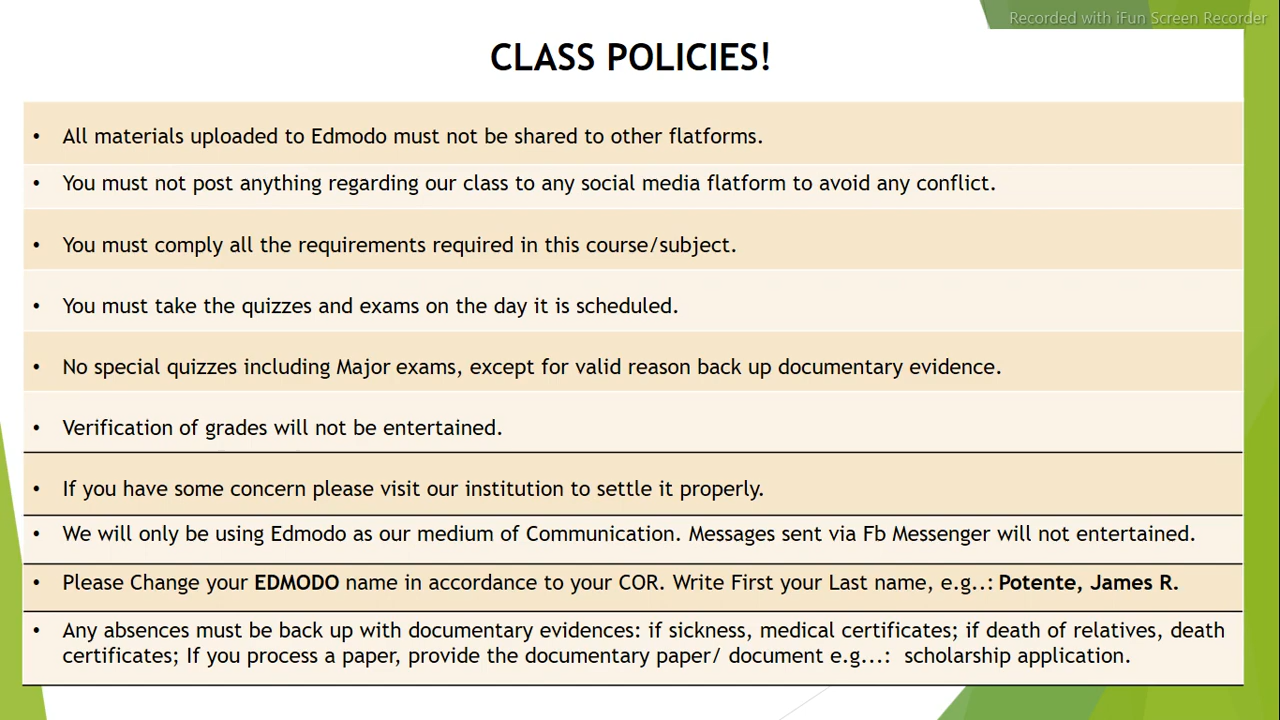 Recorded with iFun Screen Recorder
CLASS POLICIES!
• All materials uploaded to Edmodo must not be shared to other flatforms.
• You must not post anything regarding our class to any social media flatform to avoid any conflict.
• You must comply all the requirements required in this course/subject.
• You must take the quizzes and exams on the day it is scheduled.
• No special quizzes including Major exams, except for valid reason back up documentary evidence.
• Verification of grades will not be entertained.
• If you have some concern please visit our institution to settle it properly.
• We will only be using Edmodo as our medium of Communication. Messages sent via Fb Messenger will not entertained.
• Please Change your EDMODO name in accordance to your COR. Write First your Last name, e.g..: Potente, James R.
• Any absences must be back up with documentary evidences: if sickness, medical certificates; if death of relatives, death
certificates; If you process a paper, provide the documentary paper/ document e.g...: scholarship application.